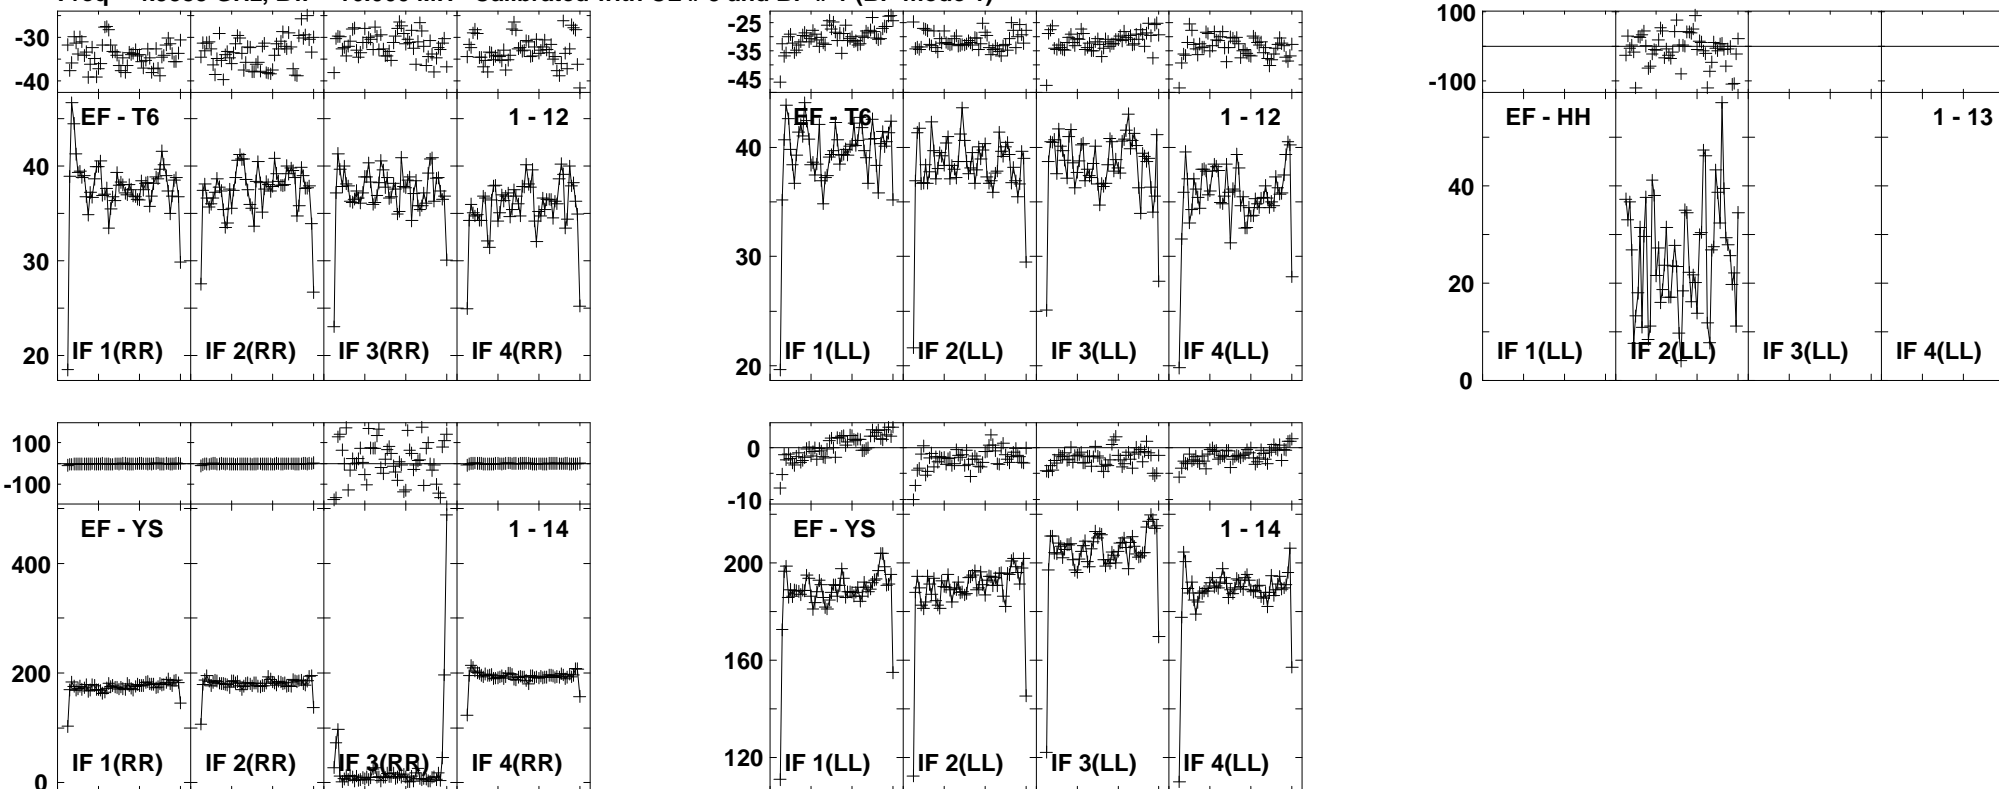 -30
-40
EF - T6
1 - 12
40
30
20
IF 1(RR)
IF 2(RR)
IF 3(RR)
IF 4(RR)
-25
-35
-45
EF - T6
1 - 12
40
30
20
IF 1(LL)
IF 2(LL)
IF 3(LL)
IF 4(LL)
100
-100
EF - HH
1 - 13
40
20
0
IF 1(LL)
IF 2(LL)
IF 3(LL)
IF 4(LL)
100
-100
EF - YS
1 - 14
400
200
0
IF 1(RR)
IF 2(RR)
IF 3(RR)
IF 4(RR)
0
-10
EF - YS
1 - 14
200
160
120
IF 1(LL)
IF 2(LL)
IF 3(LL)
IF 4(LL)